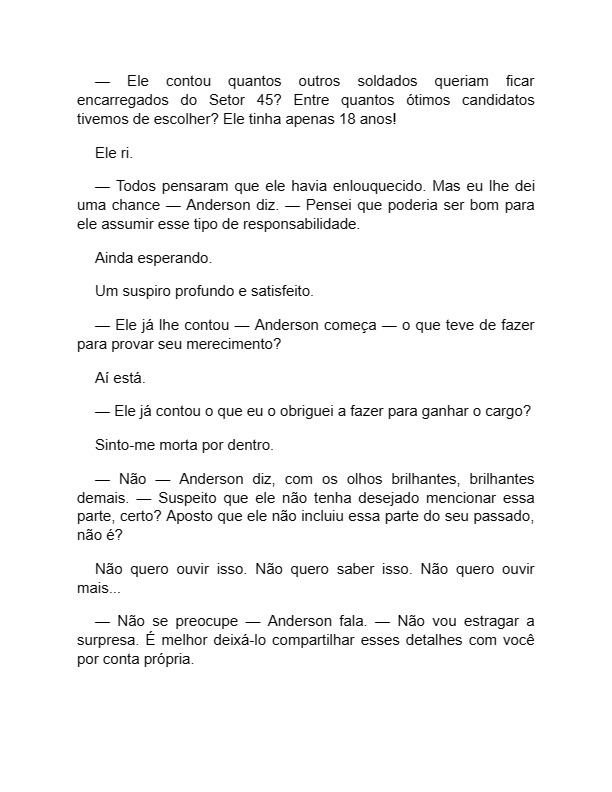 — Ele contou quantos outros soldados queriam ficar
encarregados do Setor 45? Entre quantos ótimos candidatos
tivemos de escolher? Ele tinha apenas 18 anos!
Ele ri.
— Todos pensaram que ele havia enlouquecido. Mas eu lhe dei
uma chance — Anderson diz. — Pensei que poderia ser bom para
ele assumir esse tipo de responsabilidade.
Ainda esperando.
Um suspiro profundo e satisfeito.
— Ele já lhe contou — Anderson começa — o que teve de fazer
para provar seu merecimento?
Aí está.
— Ele já contou o que eu o obriguei a fazer para ganhar o cargo?
Sinto-me morta por dentro.
— Não — Anderson diz, com os olhos brilhantes, brilhantes
demais. — Suspeito que ele não tenha desejado mencionar essa
parte, certo? Aposto que ele não incluiu essa parte do seu passado,
não é?
Não quero ouvir isso. Não quero saber isso. Não quero ouvir
mais...
— Não se preocupe — Anderson fala. — Não vou estragar a
surpresa. É melhor deixá-lo compartilhar esses detalhes com você
por conta própria.